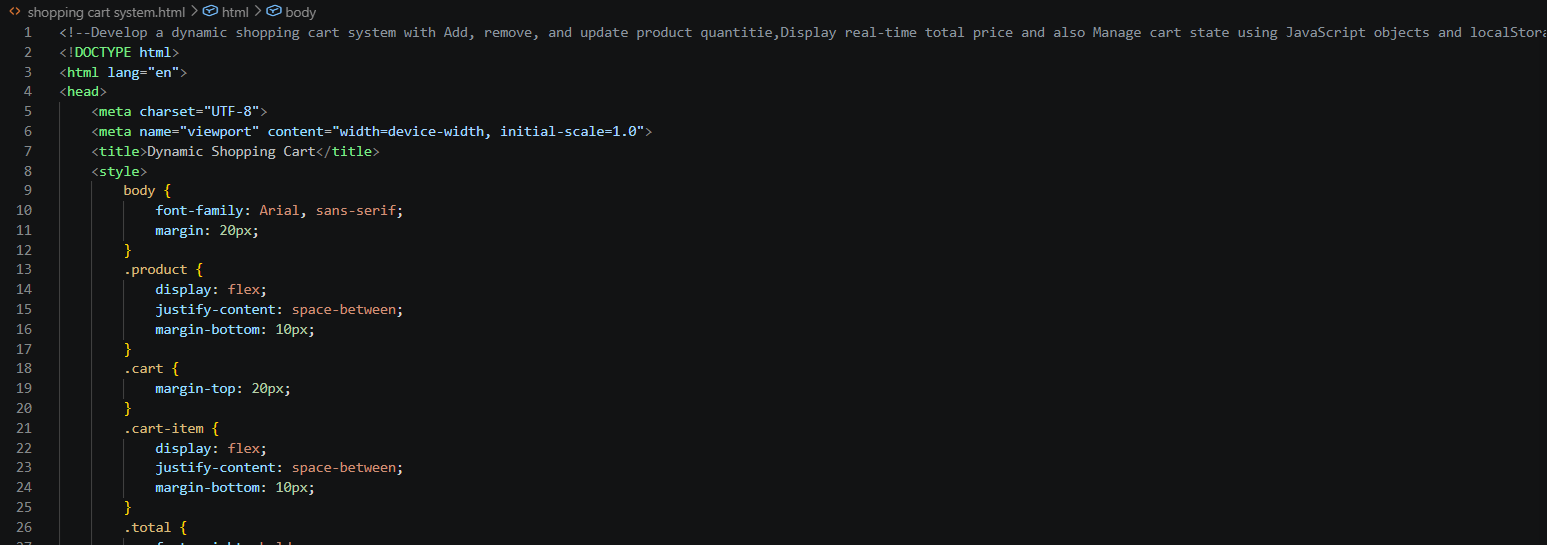 <> shopping cart system.html > html > body
1 <!--Develop a dynamic shopping cart system with Add, remove, and update product quantitie,Display real-time total price and also Manage cart state using JavaScript objects and
2 <!DOCTYPE html>
3 <html lang="en">
4 <head>
5 <meta charset="UTF-8">
6 <meta name="viewport" content="width=device-width, initial-scale=1.0">
7 <title>Dynamic Shopping Cart</title>
8 <style>
9 body {
10 font-family: Arial, sans-serif;
11 margin: 20px;
12 }
13 .product {
14 display: flex;
15 justify-content: space-between;
16 margin-bottom: 10px;
17 }
18 .cart {
19 margin-top: 20px;
20 }
21 .cart-item {
22 display: flex;
23 justify-content: space-between;
24 margin-bottom: 10px;
25 }
26 .total {